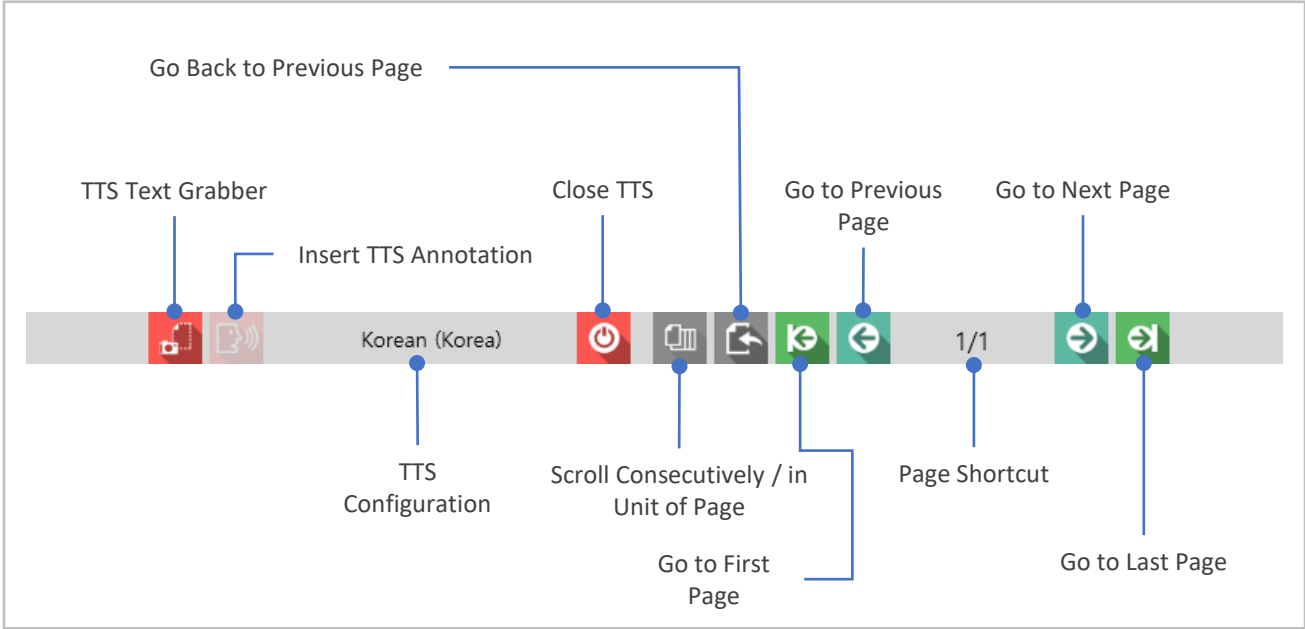 Go Back to Previous Page
TTS Text Grabber
Close TTS
Go to Previous
Page
Go to Next Page
Insert TTS Annotation
Korean (Korea)
1/1
TTS
Configuration
Scroll Consecutively / in
Unit of Page
Page Shortcut
Go to First
Page
Go to Last Page